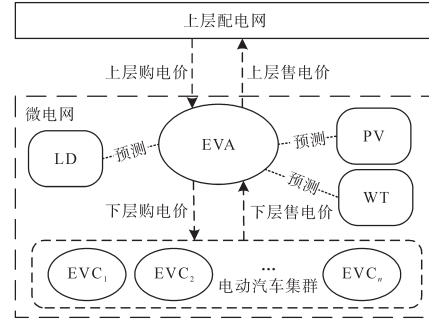 上层配电网
上层购电价 上层售电价
微电网
LD 预测 EVA 预测 PV
预测 WT
下层购电价 下层售电价
EVC₁ EVC₂ ... EVCₙ
电动汽车集群